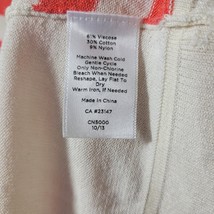 61% Viscose
30% Cotton
9% Nylon
Machine Wash Cold
Gentle Cycle
Only Non-Chlorine
Bleach When Needed
Reshape, Lay Flat To
Dry
Warm Iron, If Needed
Made In China
CA #23147
CN5000
10/13